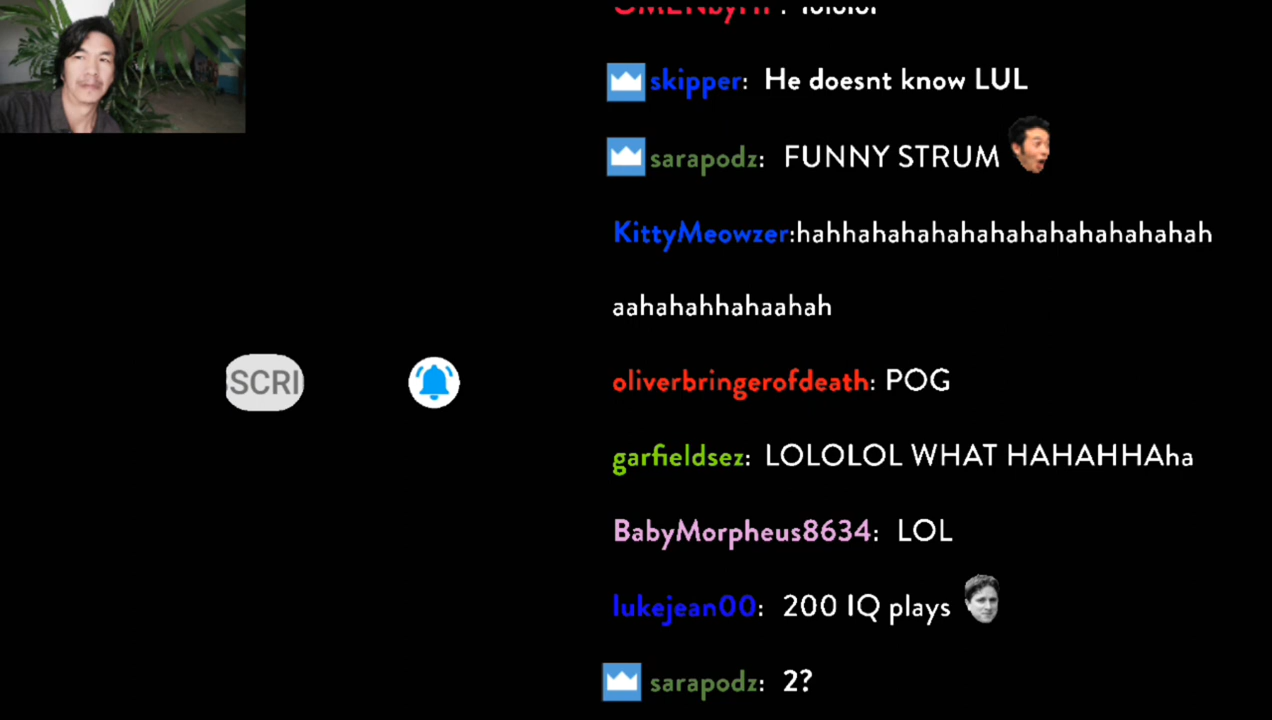 skipper: He doesnt know LUL
sarapodz: FUNNY STRUM
KittyMeowzer:hahhahahahahahahahahahahahah
aahahahhahaahah
SCRI
oliverbringerofdeath: POG
garfieldsez: LOLOLOL WHAT HAHAHHAha
BabyMorpheus8634: LOL
lukejean00: 200 IQ plays
sarapodz: 2?